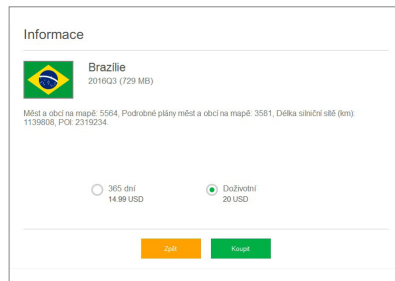 Informace
Brazílie
2016Q3 (729 MB)
Měst a obcí na mapě: 5564, Podrobné plány měst a obcí na mapě: 3581, Délka silniční sítě (km):
1139808, POI: 2319234.
365 dní
14.99 USD
Doživotní
20 USD
Zpět
Koupit